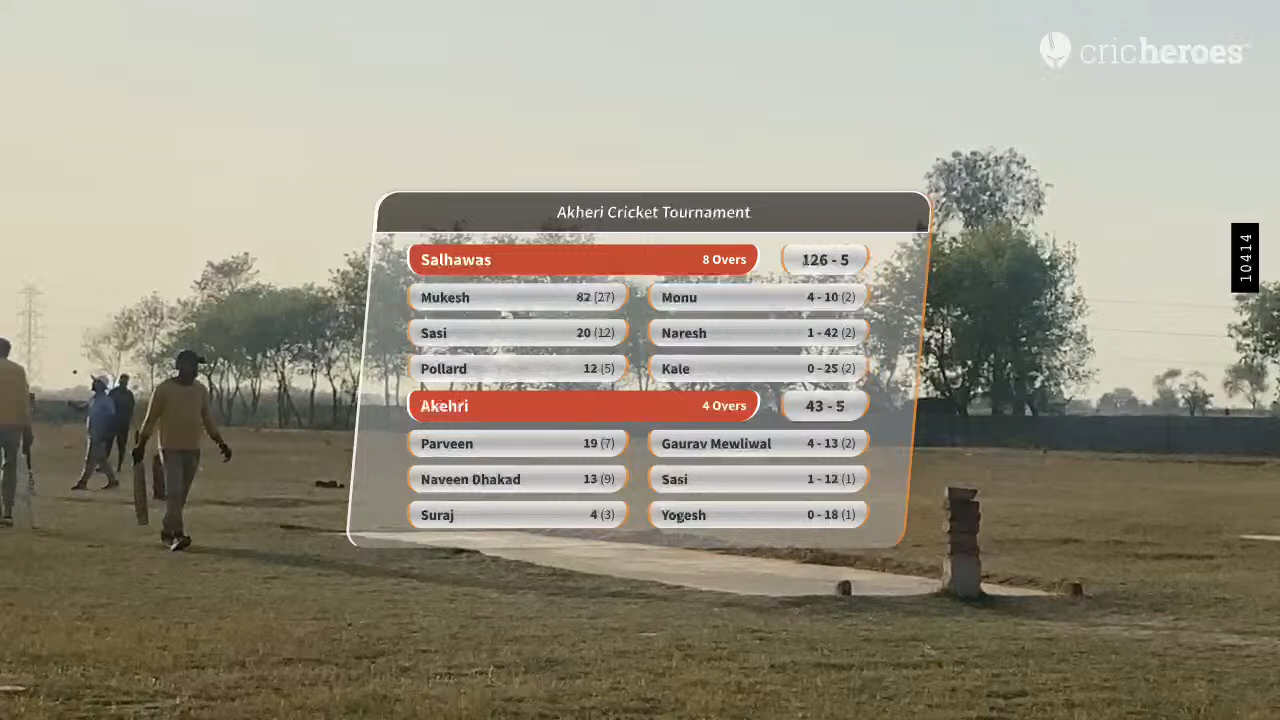 cricheroes
Akheri Cricket Tournament
Salhawas 8 Overs 126 - 5
Mukesh 82 (27) Monu 4 - 10 (2)
Sasi 20 (12) Naresh 1 - 42 (2)
Pollard 12 (5) Kale 0 - 25 (2)
Akehri 4 Overs 43 - 5
Parveen 19 (7) Gaurav Mewliwal 4 - 13 (2)
Naveen Dhakad 13 (9) Sasi 1 - 12 (1)
Suraj 4 (3) Yogesh 0 - 18 (1)
10414